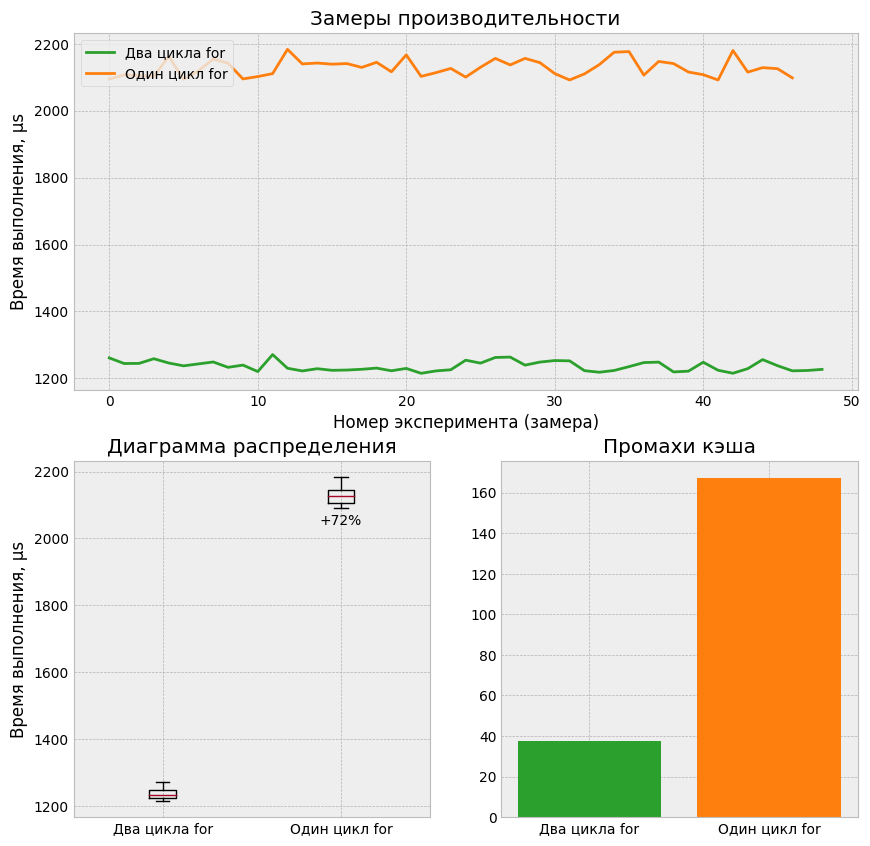 Замеры производительности
Время выполнения, µs
2200
2000
1800
1600
1400
1200
Два цикла for
Один цикл for
0 10 20 30 40 50
Номер эксперимента (замера)
Диаграмма распределения
Время выполнения, µs
2200
2000
1800
1600
1400
1200
+72%
Два цикла for Один цикл for
Промахи кэша
160
140
120
100
80
60
40
20
0
Два цикла for Один цикл for